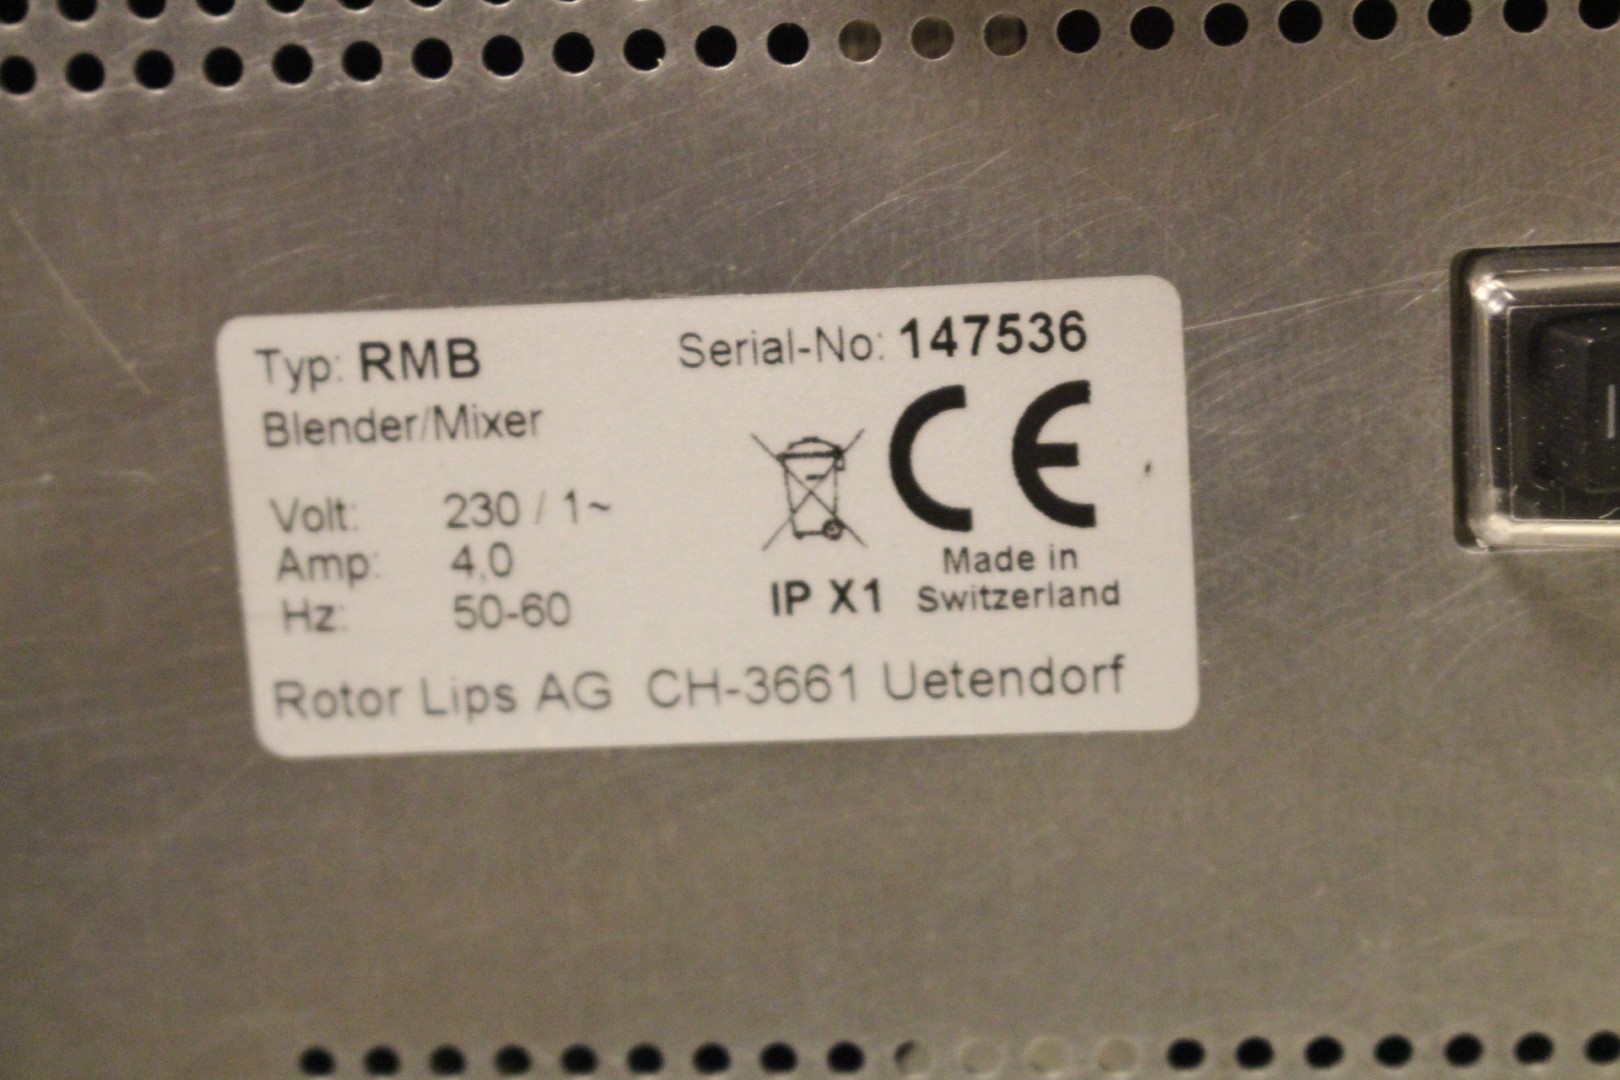 Typ: RMB Serial-No: 147536
Blender/Mixer
CE
Volt: 230 / 1~
Amp: 4,0
Hz: 50-60
IP X1
Made in
Switzerland
Rotor Lips AG CH-3661 Uetendorf